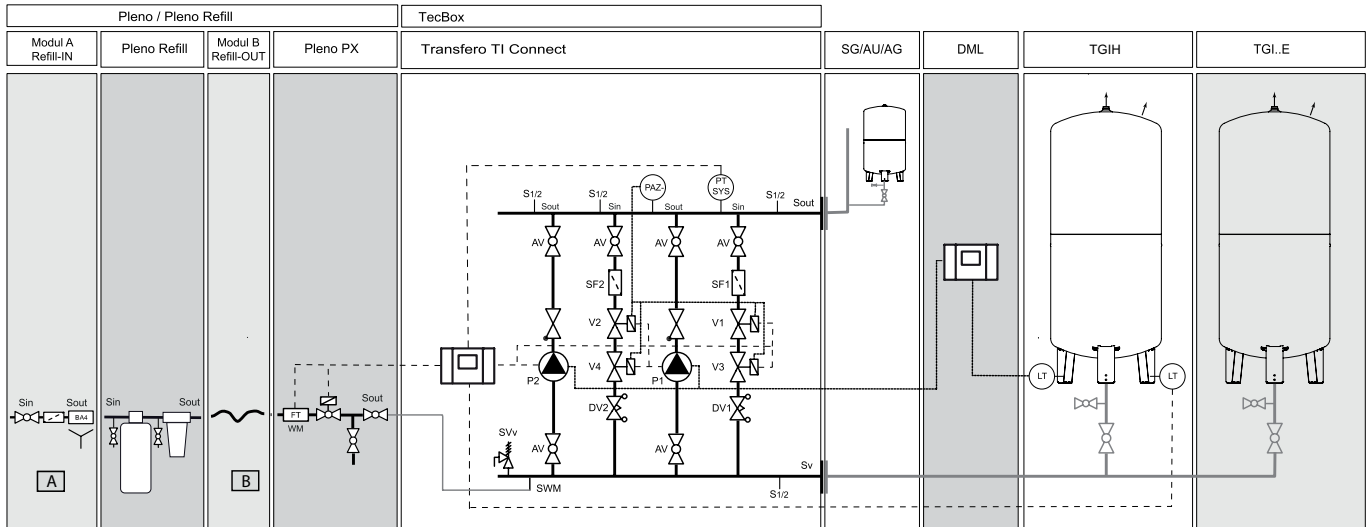 Pleno / Pleno Refill
TecBox
Modul A
Refill-IN
Pleno Refill
Modul B
Refill-OUT
Pleno PX
Transfero TI Connect
SG/AU/AG
DML
TGIH
TGI..E
S1/2
Sout
S1/2
Sin
PAZ-
Sout
PT
SYS
Sin
S1/2
Sout
AV
AV
AV
AV
SF2
SF1
V2
V1
P2
V4
P1
V3
LT
LT
DV2
DV1
Sin
Sout
BA4
Sin
Sout
FT
WM
Sout
SVv
AV
AV
Sv
SWM
S1/2
A
B